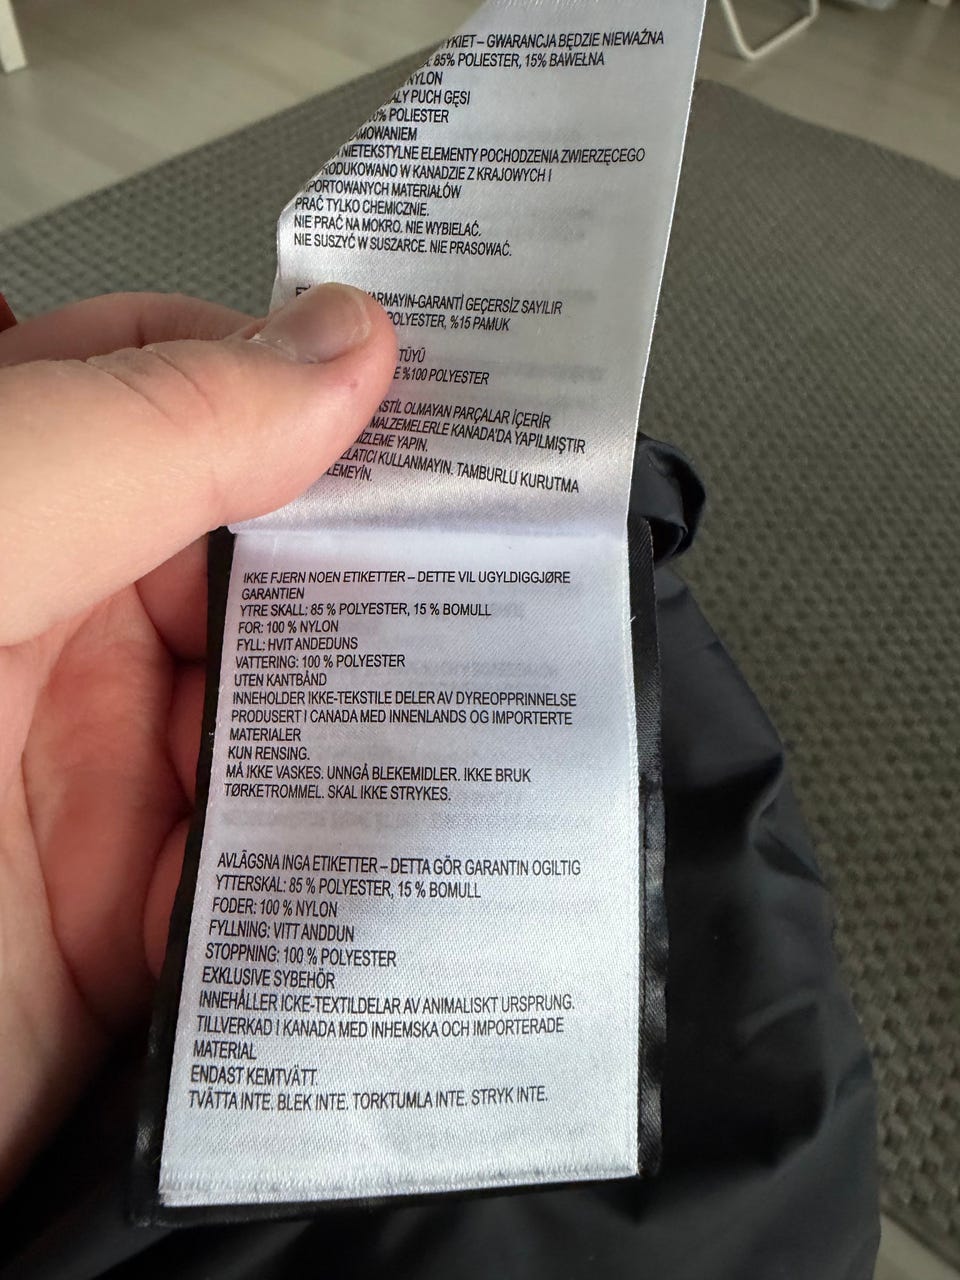 – GWARANCJA BĘDZIE NIEWAŻNA
85% POLIESTER, 15% BAWEŁNA
NYLON
PUCH GĘSI
POLIESTER
NIETEKSTYLNE ELEMENTY POCHODZENIA ZWIERZĘCEGO
W KANADZIE Z KRAJOWYCH I
MATERIAŁÓW
PRAĆ TYLKO CHEMICZNIE.
NIE PRAĆ NA MOKRO. NIE WYBIELAĆ.
NIE SUSZYĆ W SUSZARCE. NIE PRASOWAĆ.
GARANTİ GEÇERSİZ SAYILIR
POLYESTER, %15 PAMUK
TÜYÜ
%100 POLYESTER
OLMAYAN PARÇALAR İÇERİR
MALZEMELERLE KANADA'DA YAPILMIŞTIR
YAPIN.
KULLANMAYIN. TAMBURLU KURUTMA
IKKE FJERN NOEN ETIKETTER – DETTE VIL UGYLDIGGJØRE
GARANTIEN
YTRE SKALL: 85 % POLYESTER, 15 % BOMULL
FOR: 100 % NYLON
FYLL: HVIT ANDEDUNS
VATTERING: 100 % POLYESTER
UTEN KANTBÅND
INNEHOLDER IKKE-TEKSTILE DELER AV DYREOPPRINNELSE
PRODUSERT I CANADA MED INNENLANDS OG IMPORTERTE
MATERIALER
KUN RENSING.
MÅ IKKE VASKES. UNNGÅ BLEKEMIDLER. IKKE BRUK
TØRKETROMMEL. SKAL IKKE STRYKES.
AVLÄGSNA INGA ETIKETTER – DETTA GÖR GARANTIN OGILTIG
YTTERSKAL: 85 % POLYESTER, 15 % BOMULL
FODER: 100 % NYLON
FYLLNING: VITT ANDDUN
STOPPNING: 100 % POLYESTER
EXKLUSIVE SYBEHÖR
INNEHÅLLER ICKE-TEXTILDELAR AV ANIMALISKT URSPRUNG.
TILLVERKAD I KANADA MED INHEMSKA OCH IMPORTERADE
MATERIAL
ENDAST KEMTVÄTT.
TVÄTTA INTE. BLEK INTE. TORKTUMLA INTE. STRYK INTE.